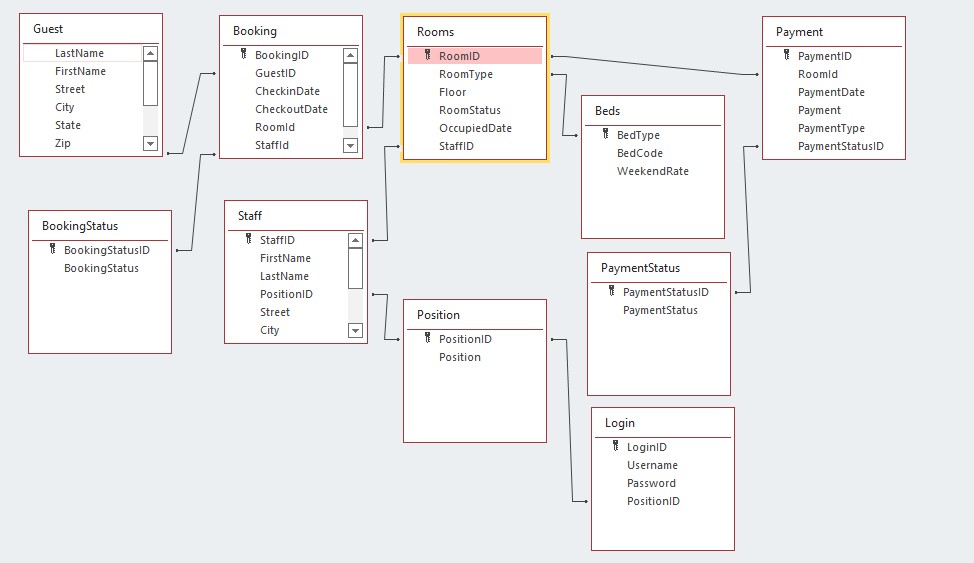 Guest
LastName
FirstName
Street
City
State
Zip
Booking
BookingID
GuestID
CheckinDate
CheckoutDate
RoomId
StaffId
Rooms
RoomID
RoomType
Floor
RoomStatus
OccupiedDate
StaffID
Payment
PaymentID
RoomId
PaymentDate
Payment
PaymentType
PaymentStatusID
Beds
BedType
BedCode
WeekendRate
BookingStatus
BookingStatusID
BookingStatus
Staff
StaffID
FirstName
LastName
PositionID
Street
City
PaymentStatus
PaymentStatusID
PaymentStatus
Position
PositionID
Position
Login
LoginID
Username
Password
PositionID